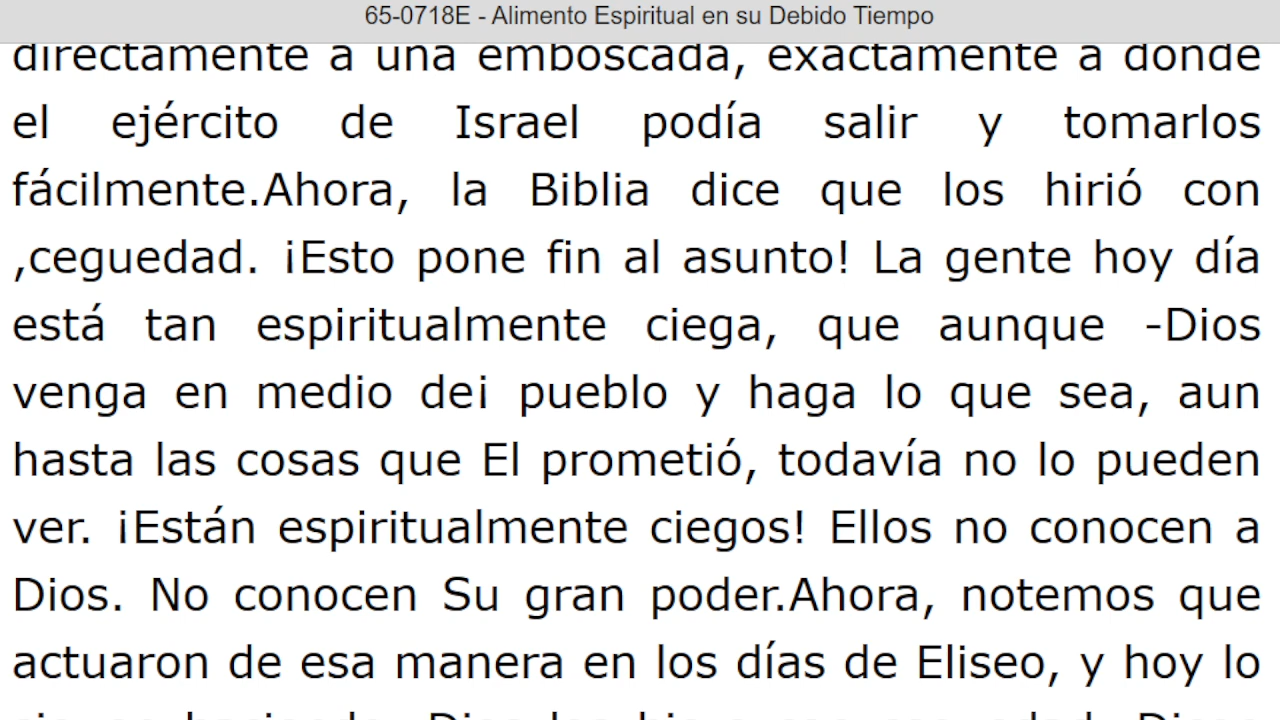 65-0718E - Alimento Espiritual en su Debido Tiempo
directamente a una emboscada, exactamente a donde
el ejército de Israel podía salir y tomarlos
fácilmente.Ahora, la Biblia dice que los hirió con
,ceguedad. ¡Esto pone fin al asunto! La gente hoy día
está tan espiritualmente ciega, que aunque -Dios
venga en medio de¡ pueblo y haga lo que sea, aun
hasta las cosas que El prometió, todavía no lo pueden
ver. ¡Están espiritualmente ciegos! Ellos no conocen a
Dios. No conocen Su gran poder.Ahora, notemos que
actuaron de esa manera en los días de Eliseo, y hoy lo